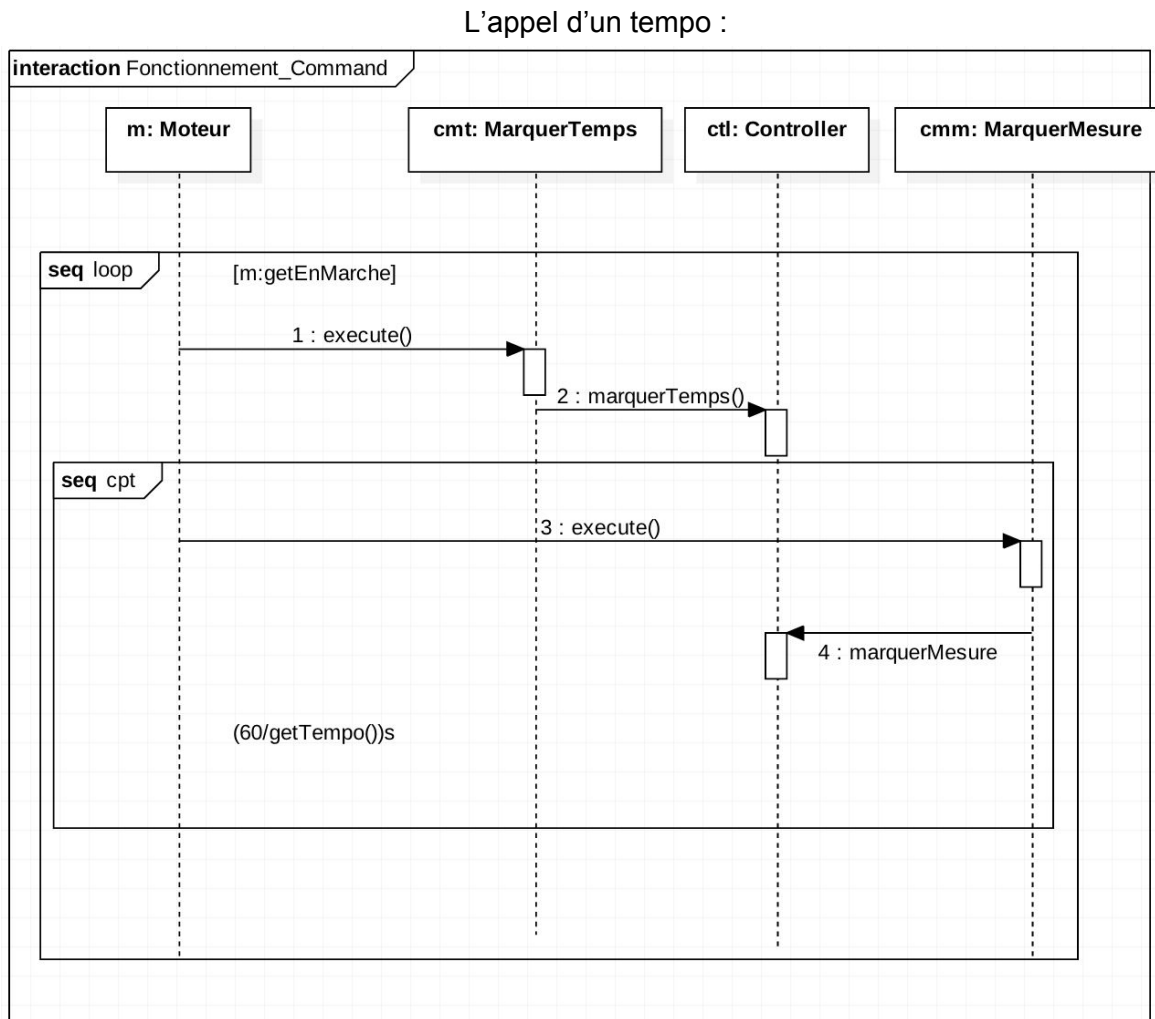 L’appel d’un tempo :
interaction Fonctionnement_Command
m: Moteur
cmt: MarquerTemps
ctl: Controller
cmm: MarquerMesure
seq loop
[m:getEnMarche]
1 : execute()
2 : marquerTemps()
seq cpt
3 : execute()
4 : marquerMesure
(60/getTempo())s